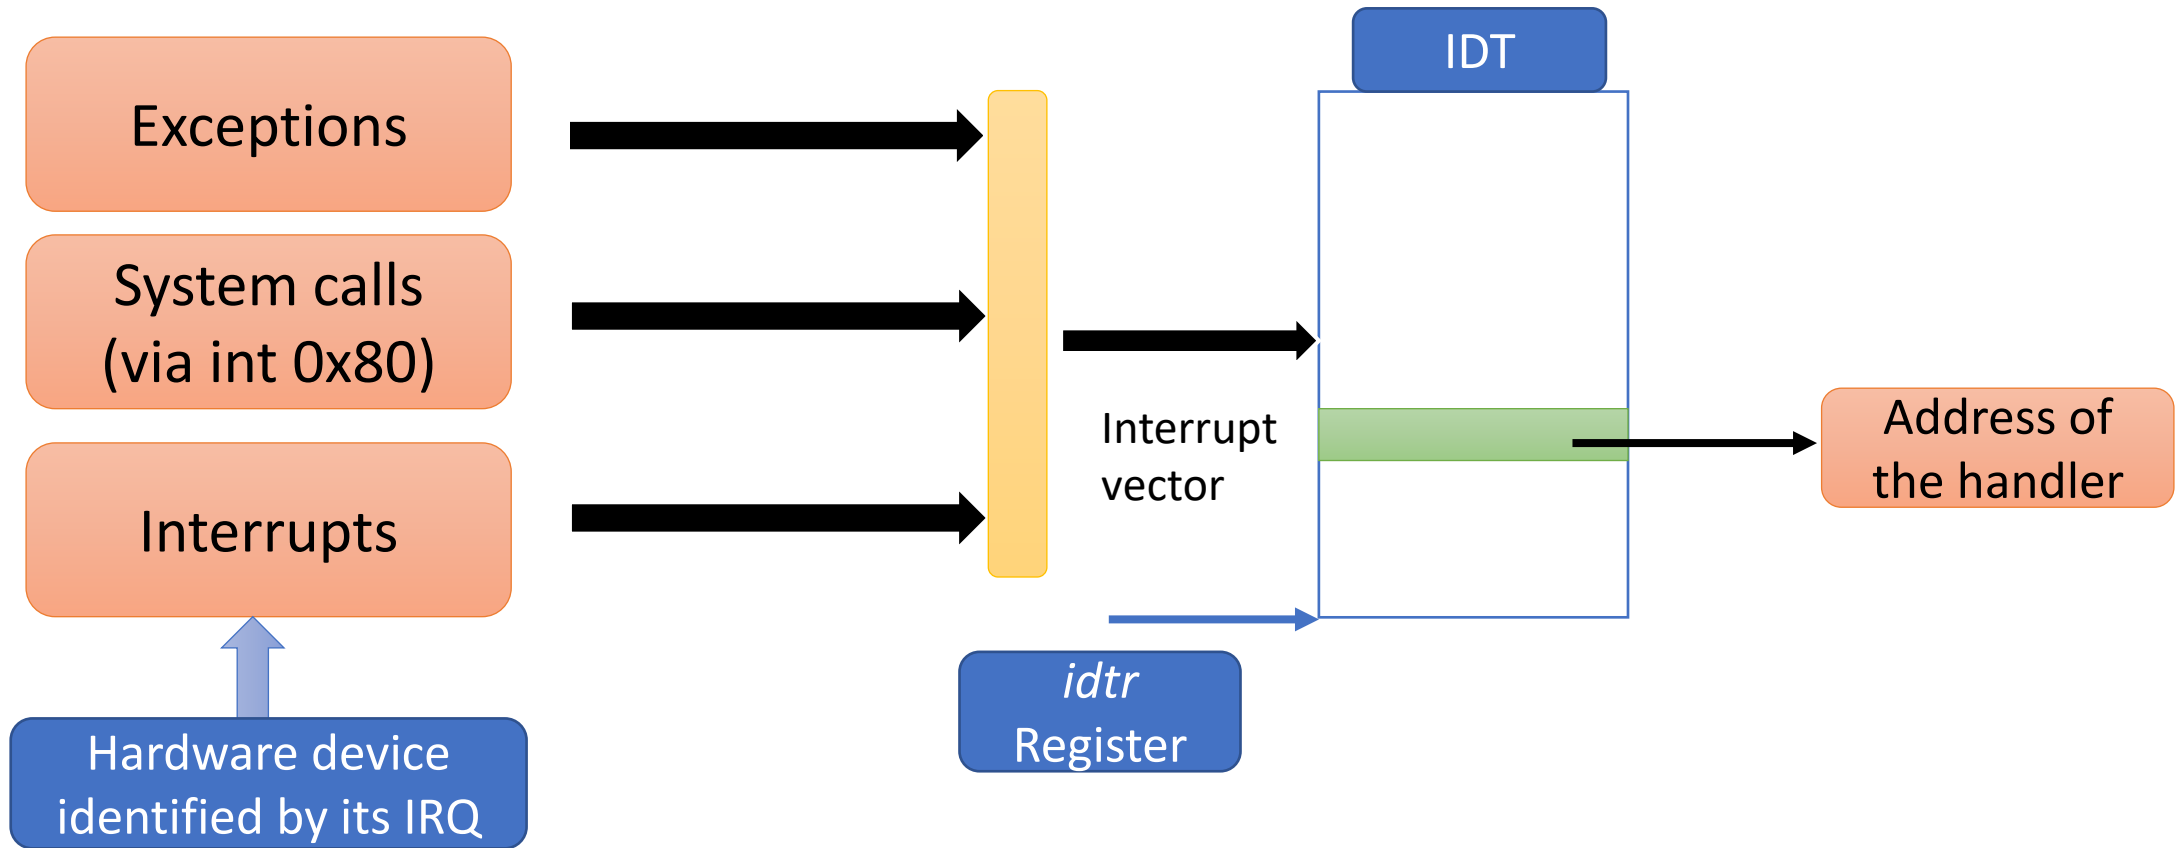 Exceptions
System calls
(via int 0x80)
Interrupts
Hardware device
identified by its IRQ
Interrupt
vector
idtr
Register
IDT
Address of
the handler